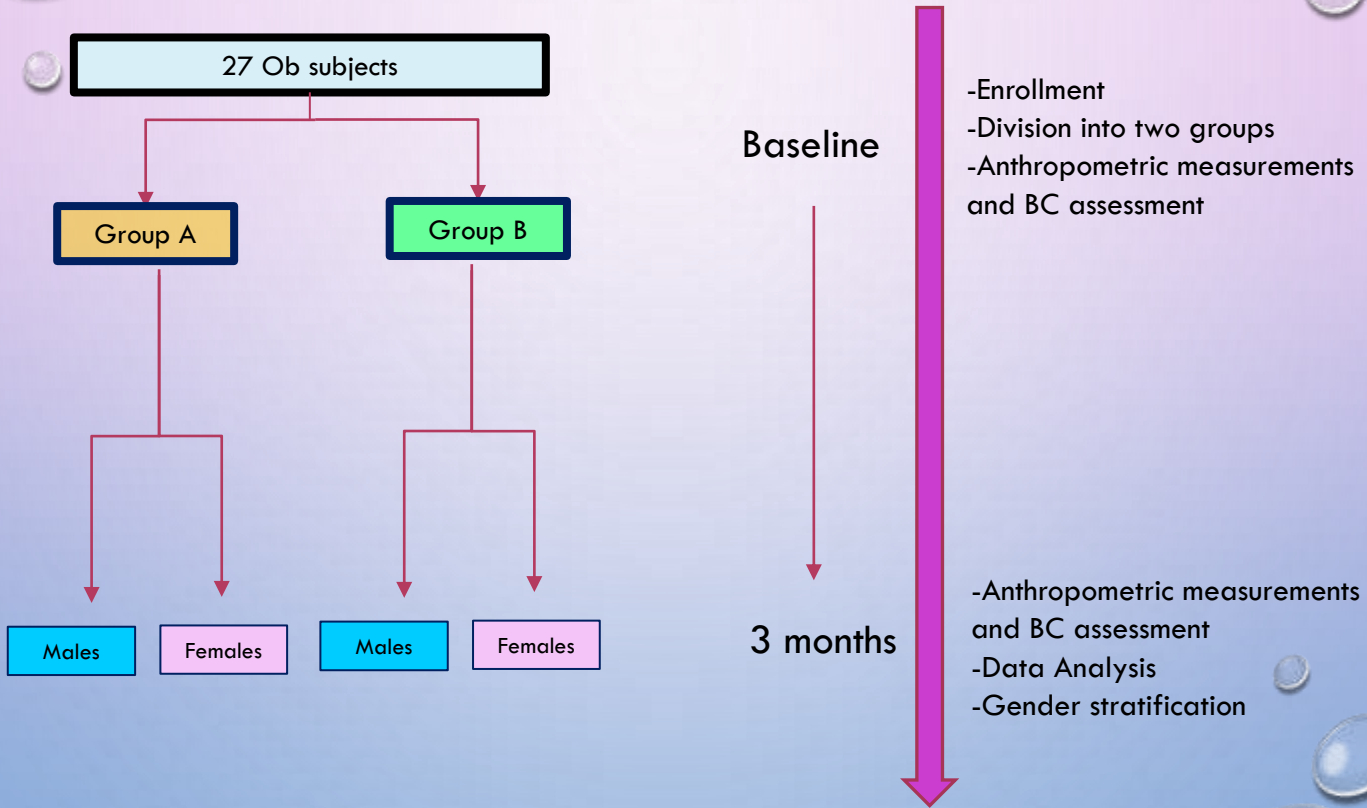 27 Ob subjects
Group A
Group B
Males
Females
Males
Females
Baseline
3 months
-Enrollment
-Division into two groups
-Anthropometric measurements
and BC assessment
-Anthropometric measurements
and BC assessment
-Data Analysis
-Gender stratification